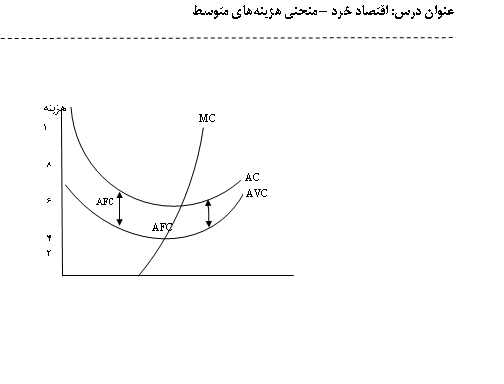 عنوان درس: اقتصاد خرد – منحنی هزینه‌های متوسط
هزینه
۱
MC
۸
AC
۶
AFC
AVC
AFC
۴
۲